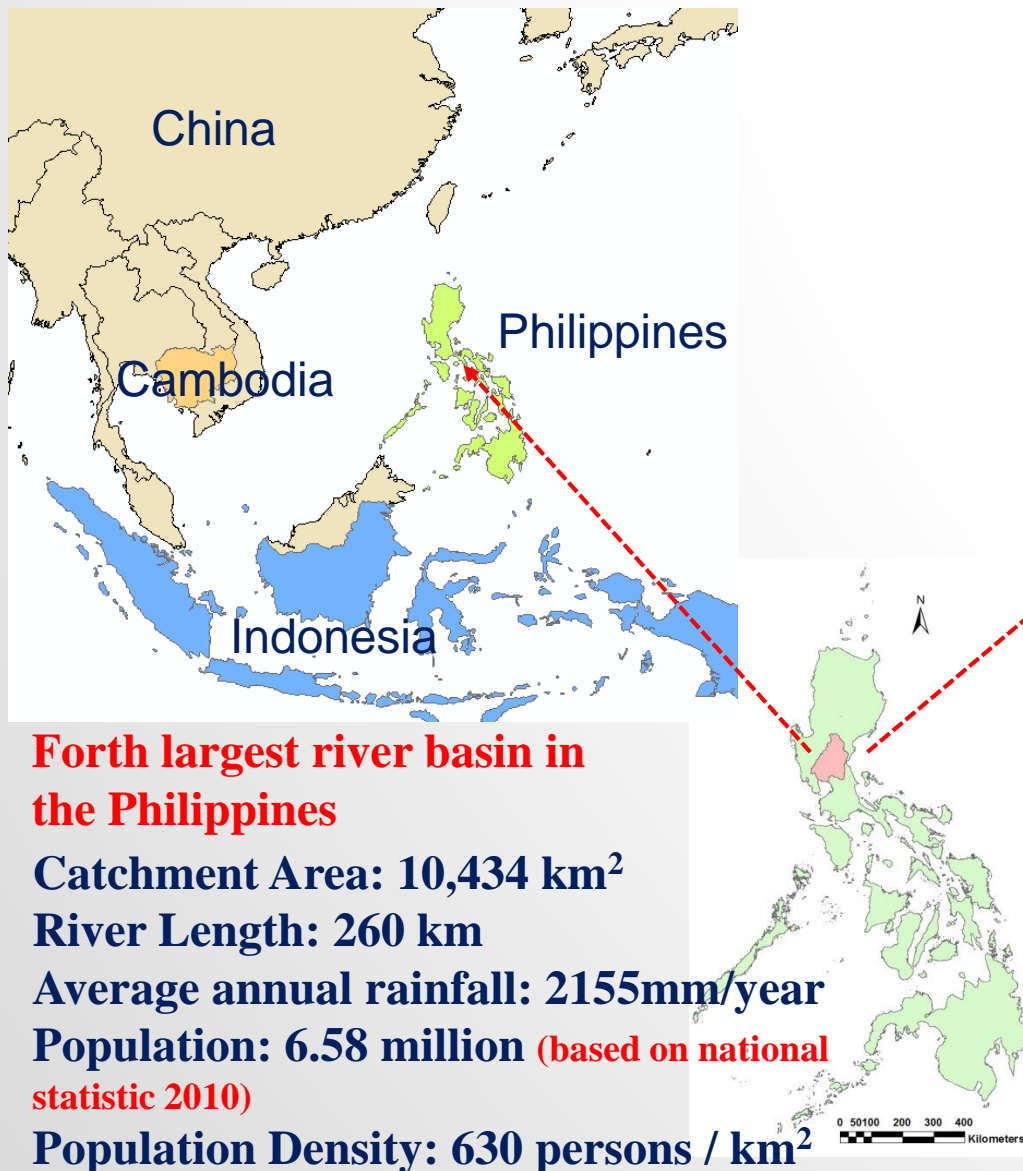 China
Philippines
Cambodia
Indonesia
N
Forth largest river basin in
the Philippines
Catchment Area: 10,434 km²
River Length: 260 km
Average annual rainfall: 2155mm/year
Population: 6.58 million (based on national
statistic 2010)
Population Density: 630 persons / km²
0 50100 200 300 400
Kilometers